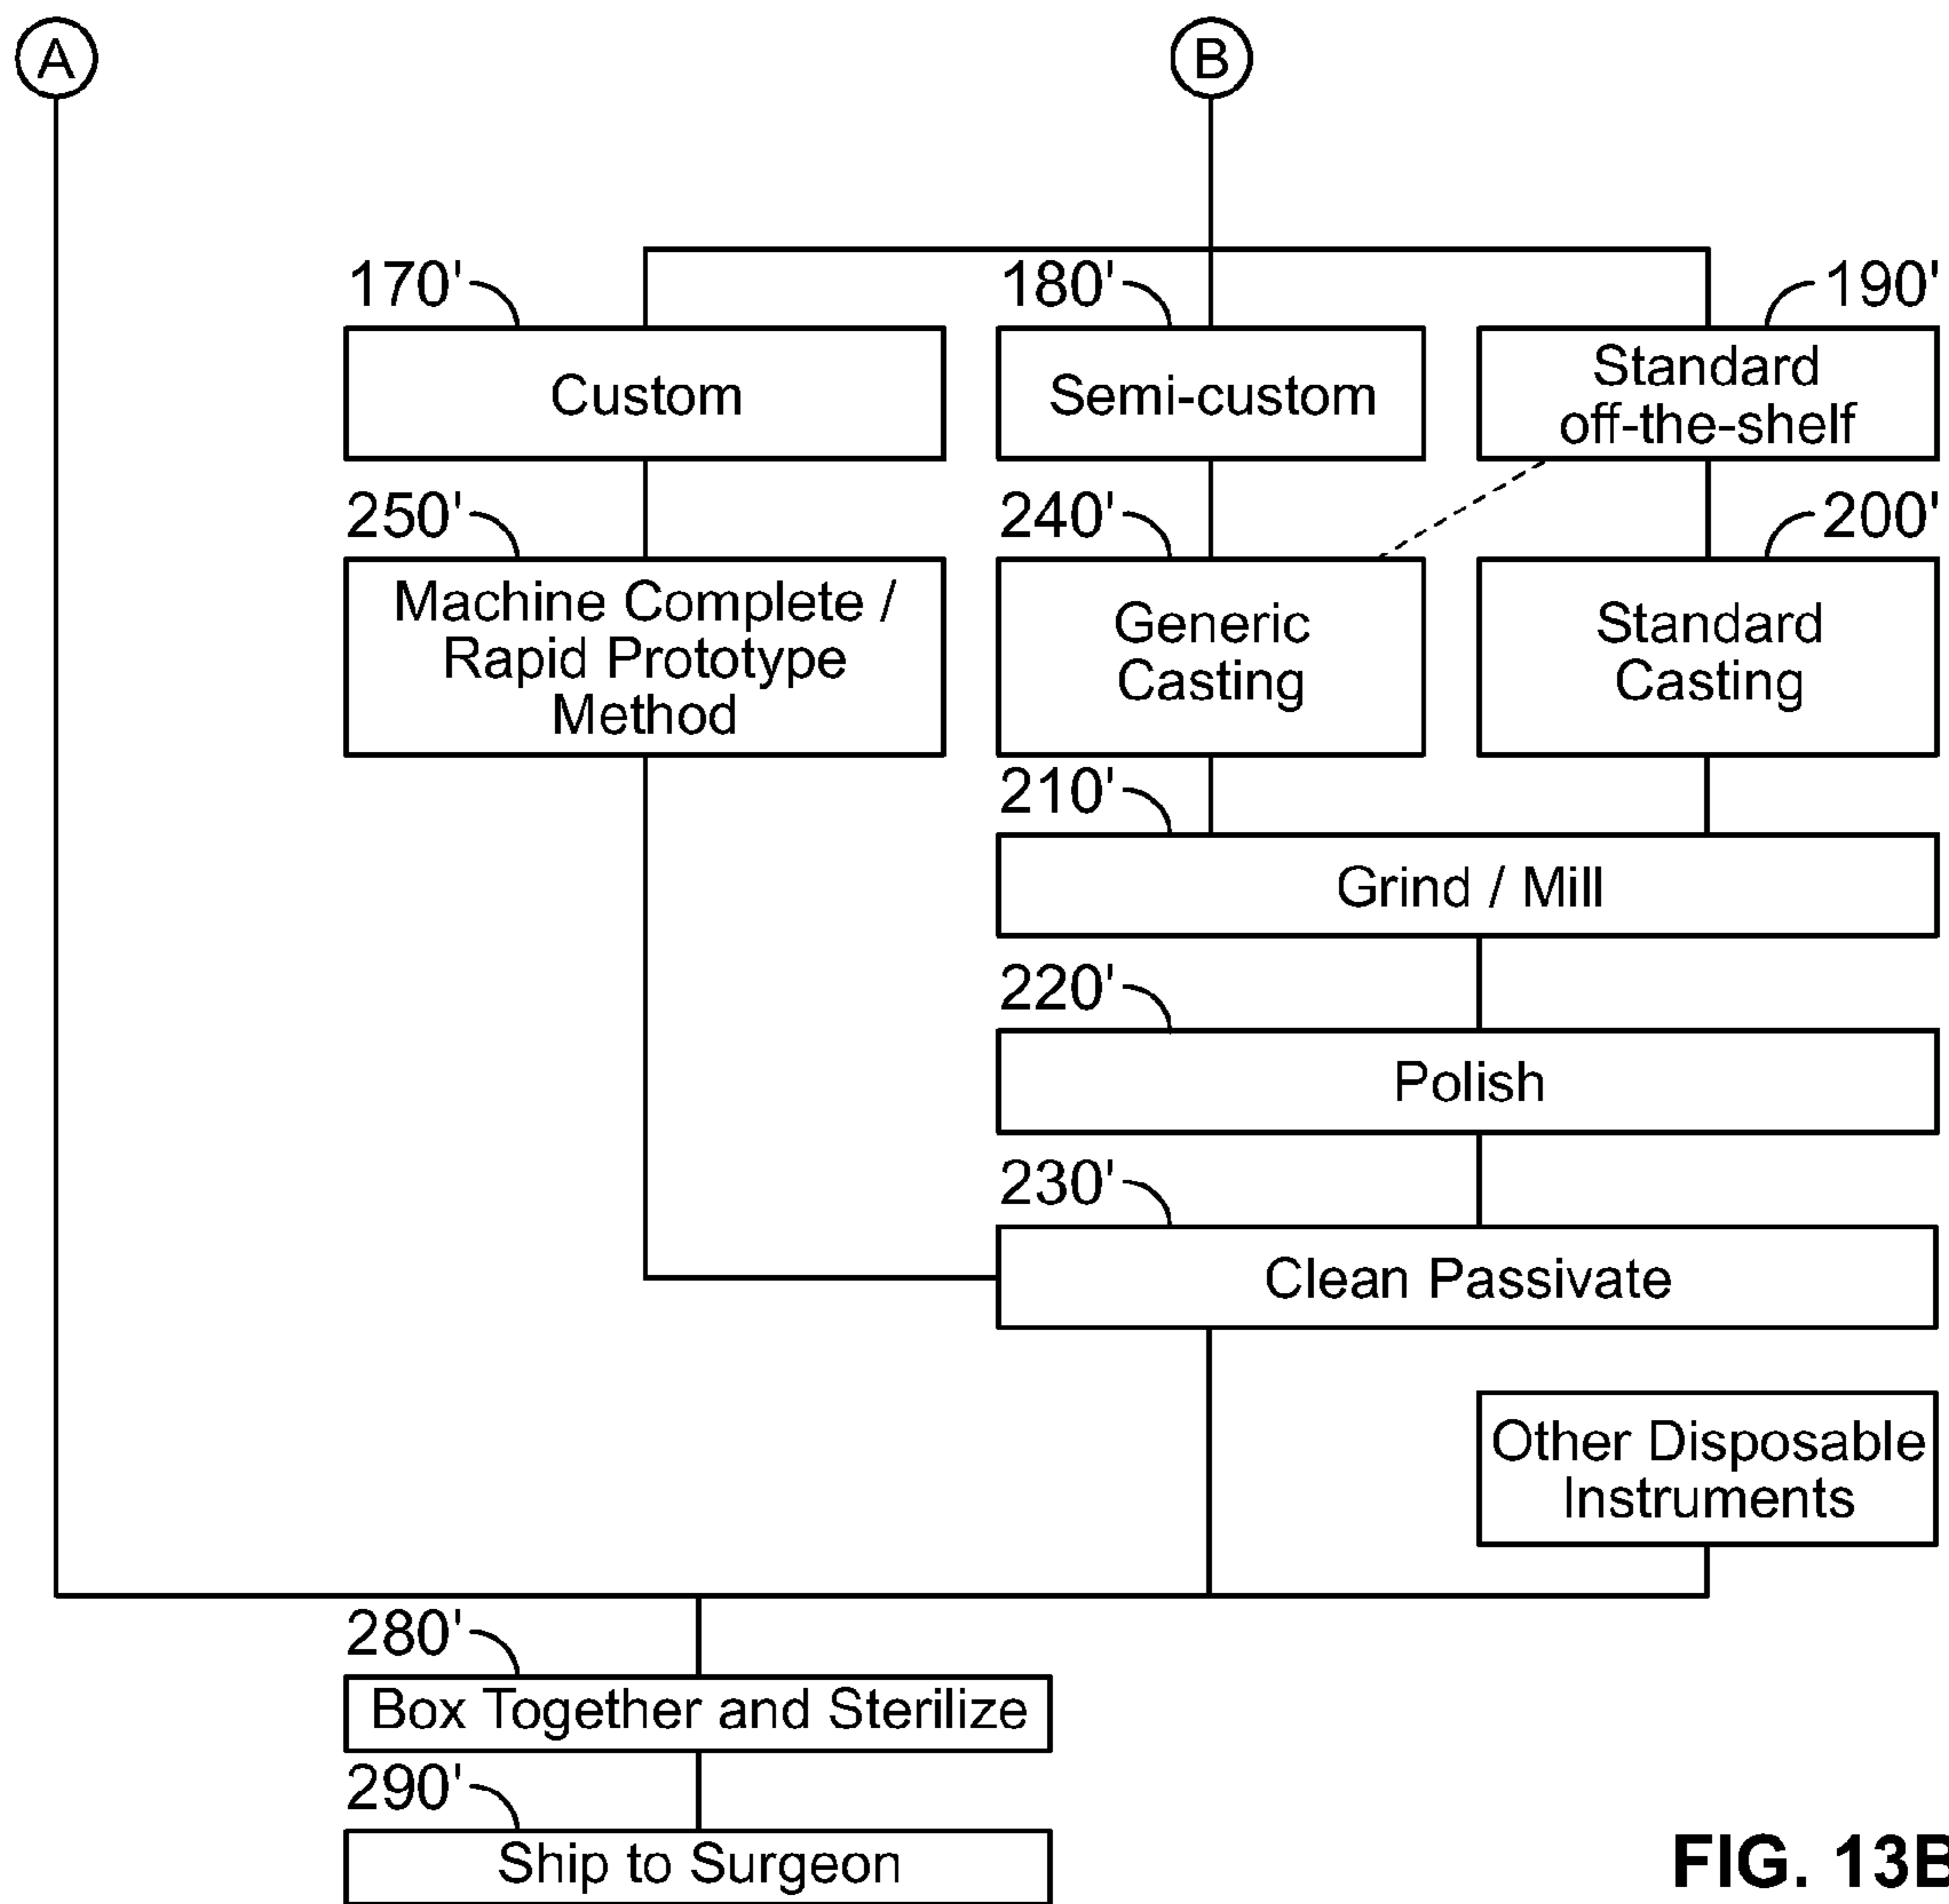 A
B
170'
180'
190'
Custom
Semi-custom
Standard
off-the-shelf
250'
240'
200'
Machine Complete /
Rapid Prototype
Method
Generic
Casting
Standard
Casting
210'
Grind / Mill
220'
Polish
230'
Clean Passivate
Other Disposable
Instruments
280'
Box Together and Sterilize
290'
Ship to Surgeon
FIG. 13B